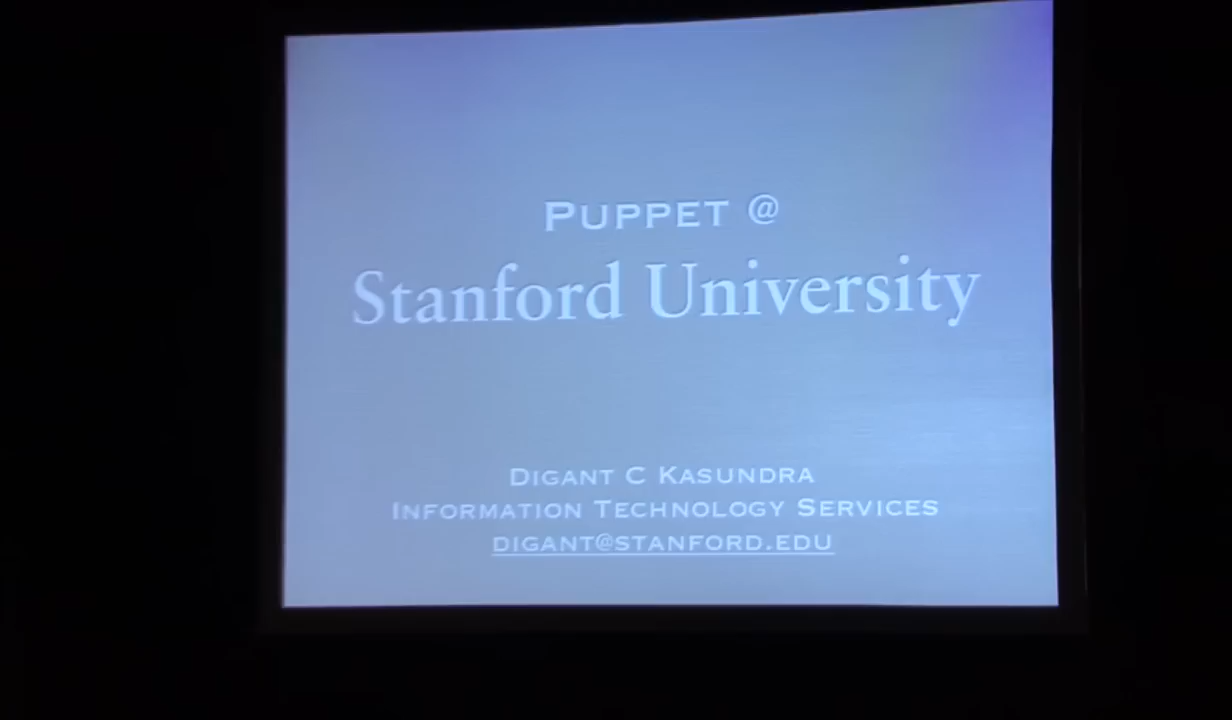 PUPPET @
Stanford University
DIGANT C KASUNDRA
INFORMATION TECHNOLOGY SERVICES
DIGANT@STANFORD.EDU